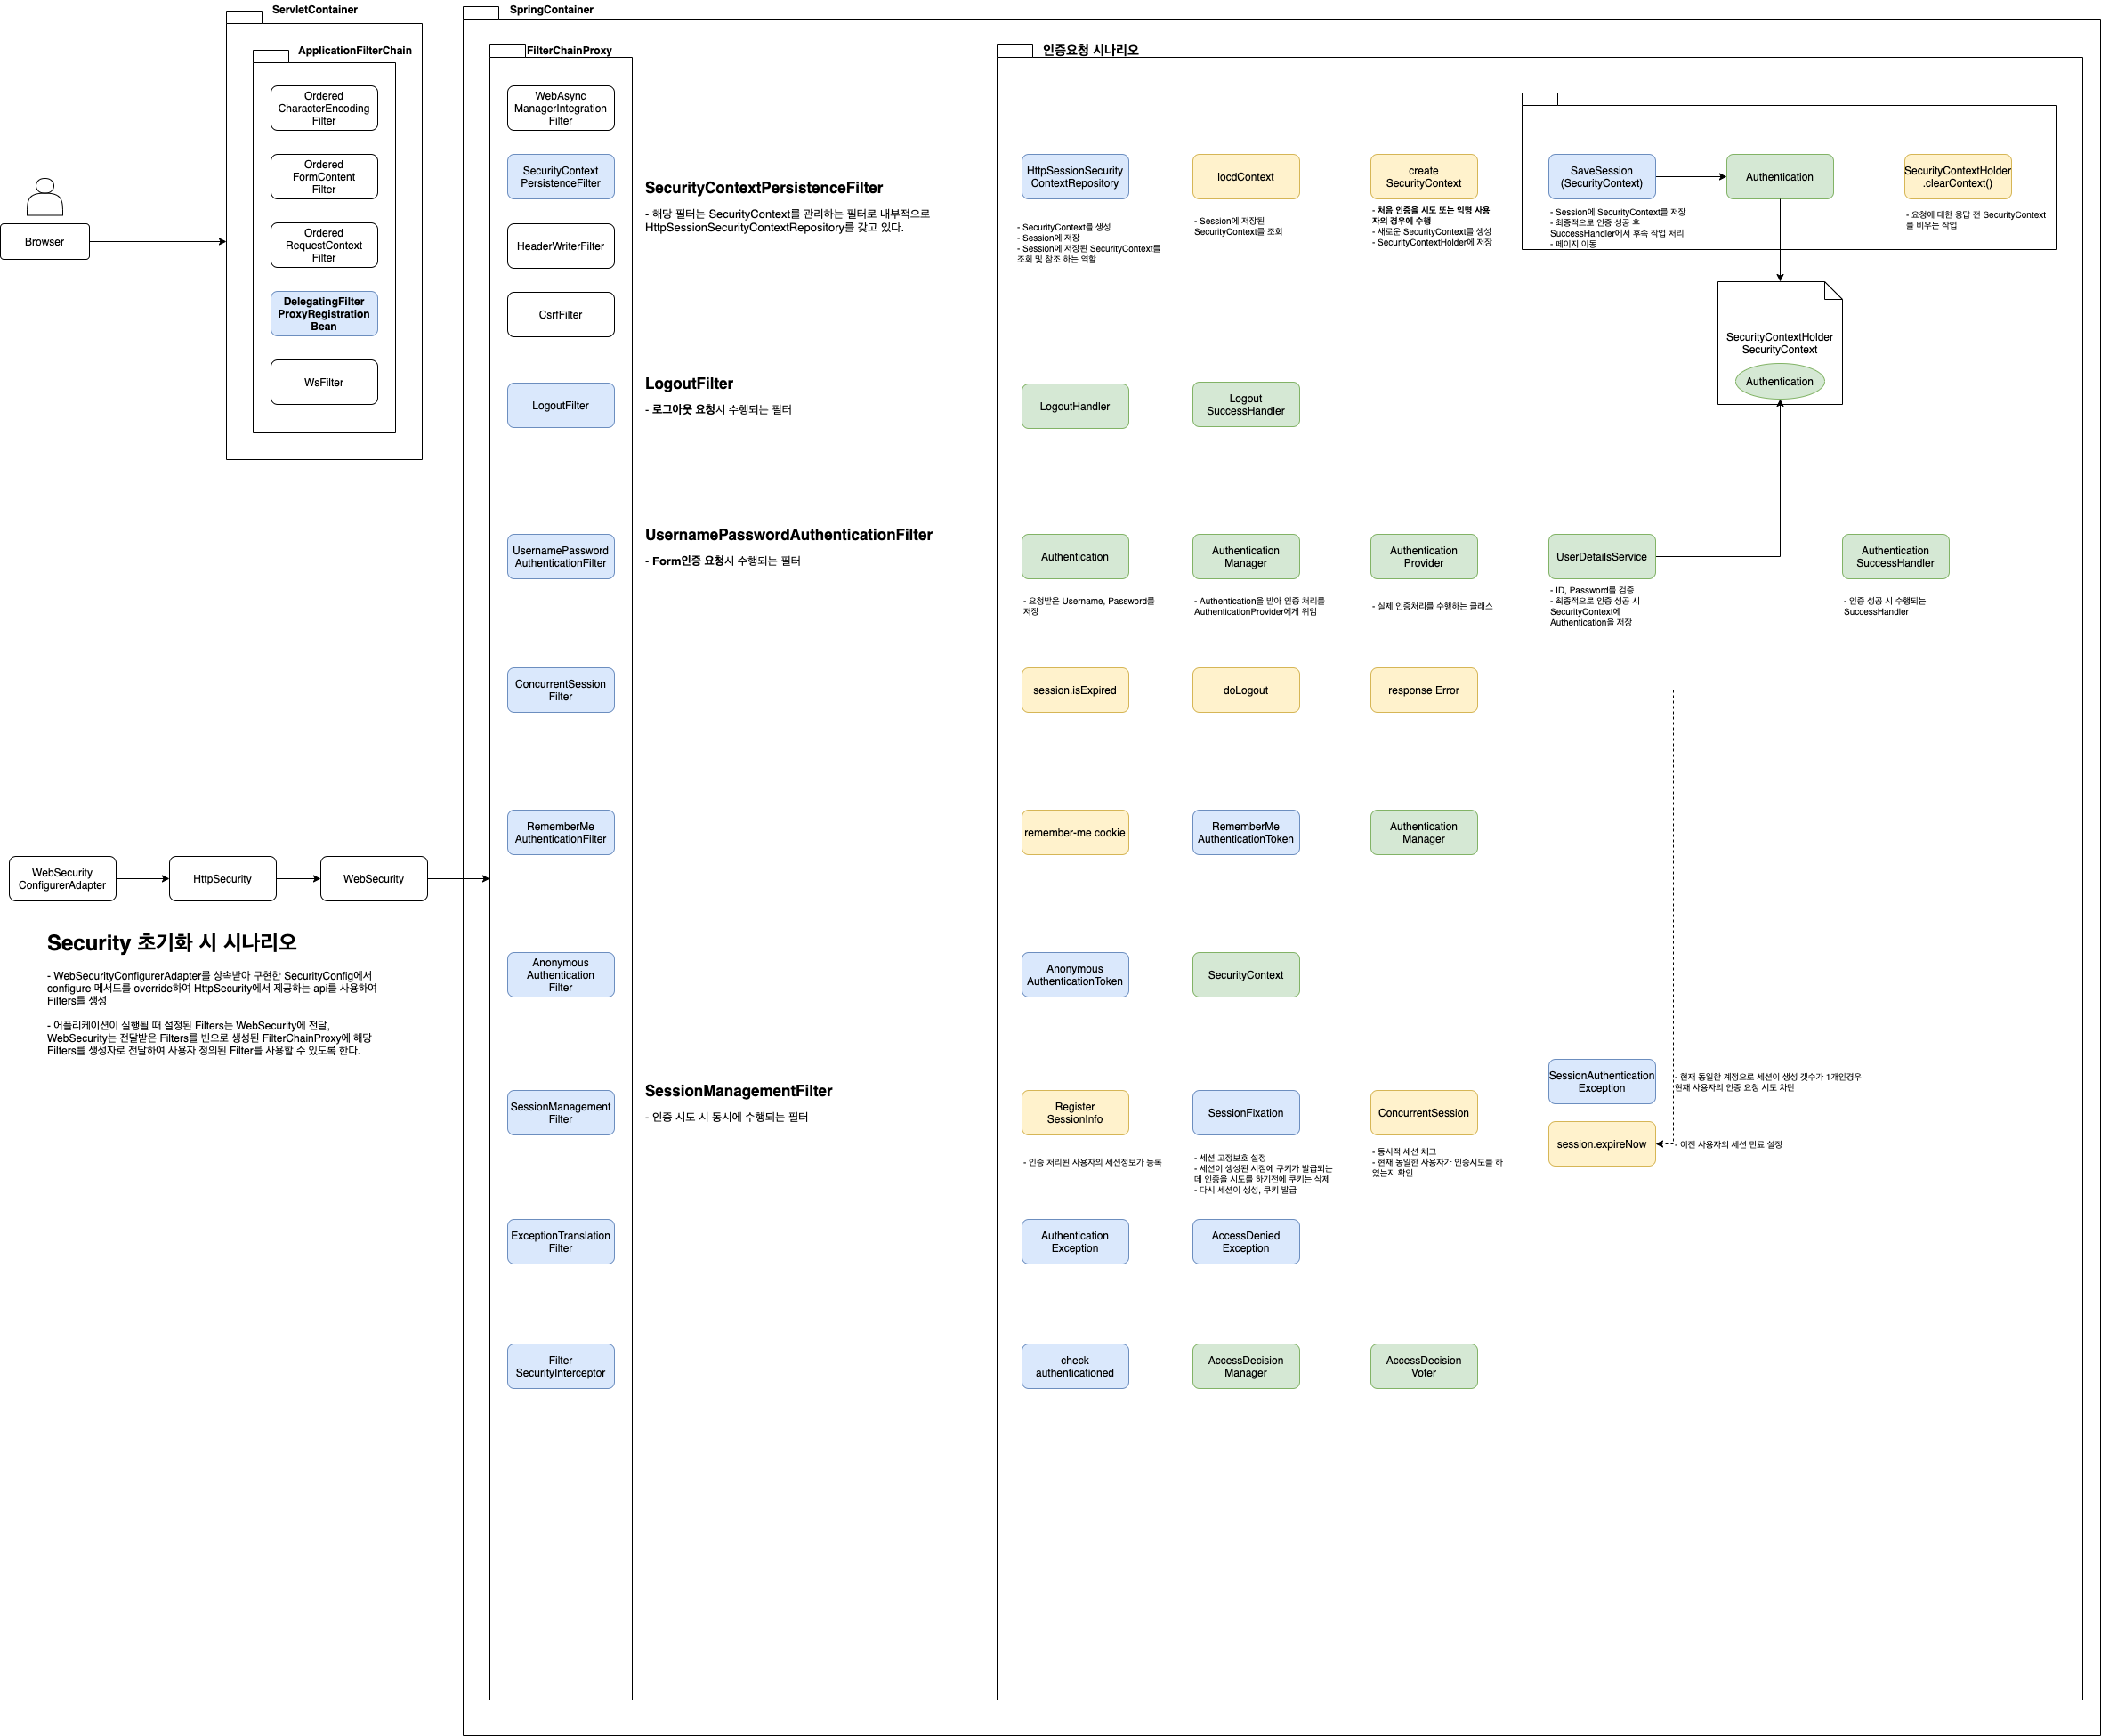 ServletContainer
ApplicationFilterChain
Ordered
CharacterEncoding
Filter
Ordered
FormContent
Filter
Ordered
RequestContext
Filter
DelegatingFilter
ProxyRegistration
Bean
WsFilter
Browser
WebSecurity
ConfigurerAdapter
HttpSecurity
WebSecurity
Security 초기화 시 시나리오
- WebSecurityConfigurerAdapter를 상속받아 구현한 SecurityConfig에서
configure 메서드를 override하여 HttpSecurity에서 제공하는 api를 사용하여
Filters를 생성
- 어플리케이션이 실행될 때 설정된 Filters는 WebSecurity에 전달,
WebSecurity는 전달받은 Filters를 빈으로 생성된 FilterChainProxy에 해당
Filters를 생성자로 전달하여 사용자 정의된 Filter를 사용할 수 있도록 한다.
SpringContainer
FilterChainProxy
WebAsync
ManagerIntegration
Filter
SecurityContext
PersistenceFilter
HeaderWriterFilter
CsrfFilter
LogoutFilter
UsernamePassword
AuthenticationFilter
ConcurrentSession
Filter
RememberMe
AuthenticationFilter
Anonymous
Authentication
Filter
SessionManagement
Filter
ExceptionTranslation
Filter
Filter
SecurityInterceptor
SecurityContextPersistenceFilter
- 해당 필터는 SecurityContext를 관리하는 필터로 내부적으로
HttpSessionSecurityContextRepository를 갖고 있다.
LogoutFilter
- 로그아웃 요청시 수행되는 필터
UsernamePasswordAuthenticationFilter
- Form인증 요청시 수행되는 필터
SessionManagementFilter
- 인증 시도 시 동시에 수행되는 필터
인증요청 시나리오
HttpSessionSecurity
ContextRepository
- SecurityContext를 생성
- Session에 저장
- Session에 저장된 SecurityContext를
조회 및 참조 하는 역할
locdContext
- Session에 저장된
SecurityContext를 조회
create
SecurityContext
- 처음 인증을 시도 또는 익명 사용
자의 경우에 수행
- 새로운 SecurityContext를 생성
- SecurityContextHolder에 저장
SaveSession
(SecurityContext)
- Session에 SecurityContext를 저장
- 최종적으로 인증 성공 후
SuccessHandler에서 후속 작업 처리
- 페이지 이동
Authentication
SecurityContextHolder
.clearContext()
- 요청에 대한 응답 전 SecurityContext
를 비우는 작업
SecurityContextHolder
SecurityContext
Authentication
LogoutHandler
Logout
SuccessHandler
Authentication
- 요청받은 Username, Password를
저장
Authentication
Manager
- Authentication을 받아 인증 처리를
AuthenticationProvider에게 위임
Authentication
Provider
- 실제 인증처리를 수행하는 클래스
UserDetailsService
- ID, Password를 검증
- 최종적으로 인증 성공 시
SecurityContext에
Authentication을 저장
Authentication
SuccessHandler
- 인증 성공 시 수행되는
SuccessHandler
session.isExpired
doLogout
response Error
remember-me cookie
RememberMe
AuthenticationToken
Authentication
Manager
Anonymous
AuthenticationToken
SecurityContext
Register
SessionInfo
- 인증 처리된 사용자의 세션정보가 등록
SessionFixation
- 세션 고정보호 설정
- 세션이 생성된 시점에 쿠키가 발급되는
데 인증을 시도를 하기전에 쿠키는 삭제
- 다시 세션이 생성, 쿠키 발급
ConcurrentSession
- 동시적 세션 체크
- 현재 동일한 사용자가 인증시도를 하
였는지 확인
SessionAuthentication
Exception
- 현재 동일한 계정으로 세션이 생성 갯수가 1개인경우
현재 사용자의 인증 요청 시도 차단
session.expireNow
- 이전 사용자의 세션 만료 설정
Authentication
Exception
AccessDenied
Exception
check
authenticationed
AccessDecision
Manager
AccessDecision
Voter